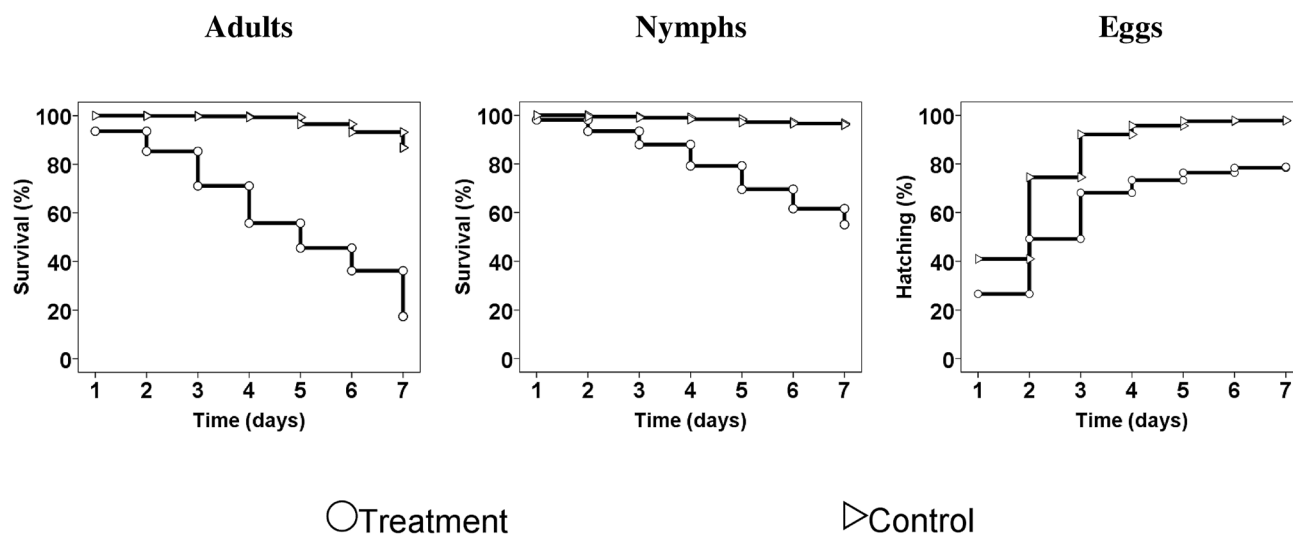 Adults
Nymphs
Eggs
Survival (%)
100
80
60
40
20
0
1 2 3 4 5 6 7
Time (days)
Survival (%)
100
80
60
40
20
0
1 2 3 4 5 6 7
Time (days)
Hatching (%)
100
80
60
40
20
0
1 2 3 4 5 6 7
Time (days)
Treatment
Control